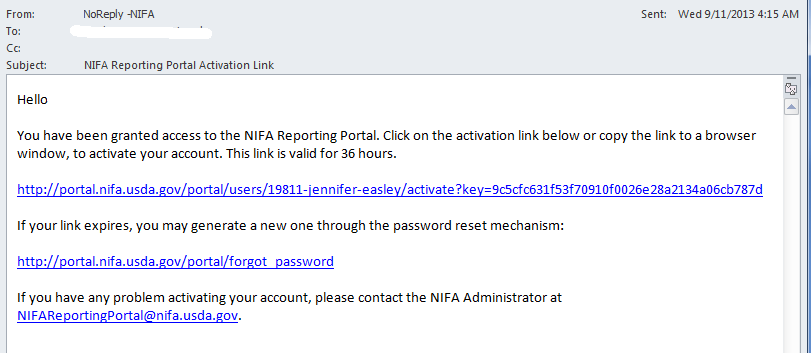 From: NoReply -NIFA Sent: Wed 9/11/2013 4:15 AM
To:
Cc:
Subject: NIFA Reporting Portal Activation Link
Hello
You have been granted access to the NIFA Reporting Portal. Click on the activation link below or copy the link to a browser
window, to activate your account. This link is valid for 36 hours.
http://portal.nifa.usda.gov/portal/users/19811-jennifer-easley/activate?key=9c5cfc631f53f70910f0026e28a2134a06cb787d
If your link expires, you may generate a new one through the password reset mechanism:
http://portal.nifa.usda.gov/portal/forgot_password
If you have any problem activating your account, please contact the NIFA Administrator at
NIFAReportingPortal@nifa.usda.gov.